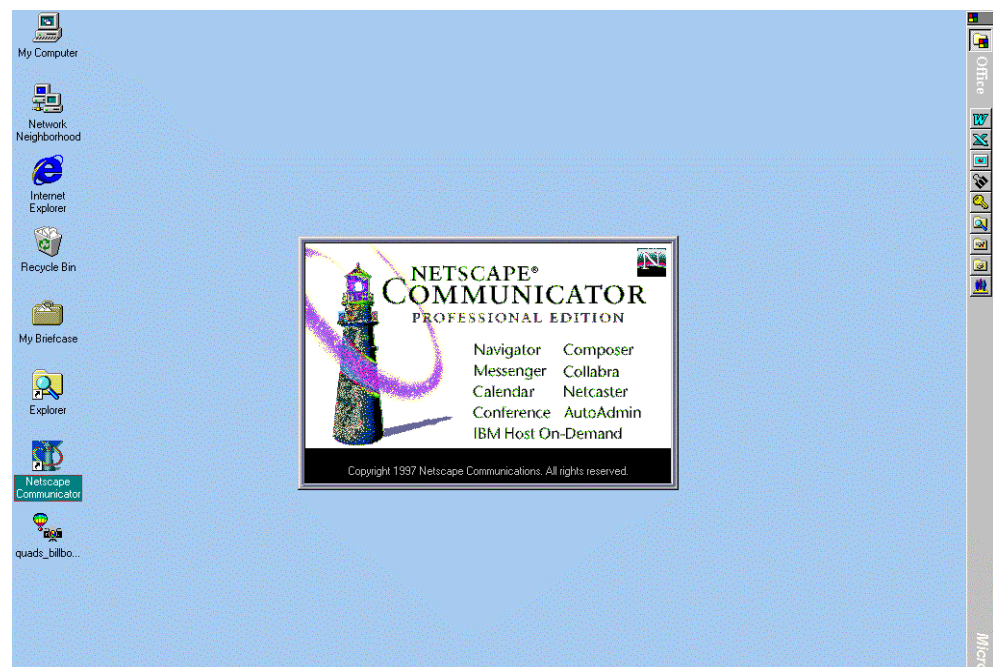 My Computer
Network
Neighborhood
Internet
Explorer
Recycle Bin
My Briefcase
Explorer
Netscape
Communicator
quads_billbo...
N
NETSCAPE®
COMMUNICATOR
PROFESSIONAL EDITION
Navigator Composer
Messenger Collabra
Calendar Netcaster
Conference AutoAdmin
IBM Host On-Demand
Copyright 1997 Netscape Communications. All rights reserved.
Office
W
X
Micro